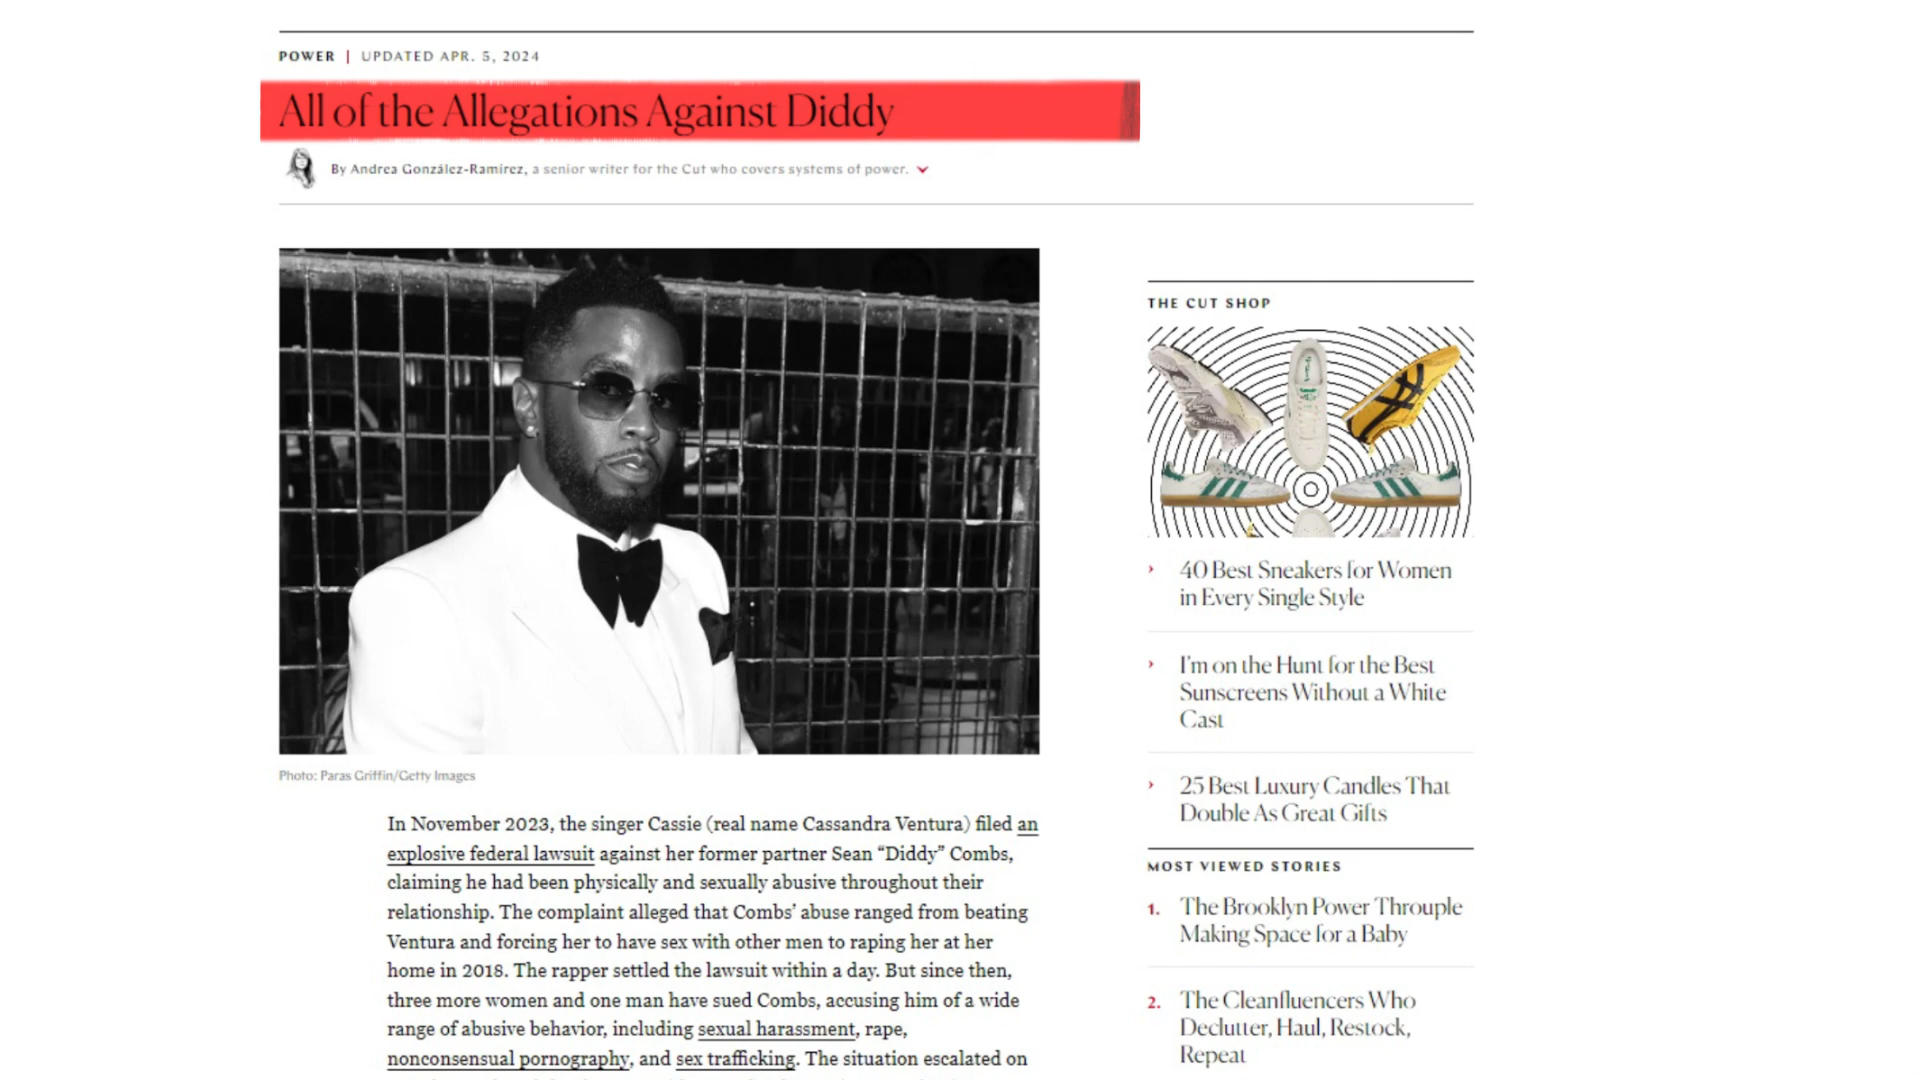 POWER | UPDATED APR. 5, 2024
All of the Allegations Against Diddy
By Andrea González-Ramírez, a senior writer for the Cut who covers systems of power.
Photo: Paras Griffin/Getty Images
In November 2023, the singer Cassie (real name Cassandra Ventura) filed an
explosive federal lawsuit against her former partner Sean “Diddy” Combs,
claiming he had been physically and sexually abusive throughout their
relationship. The complaint alleged that Combs’ abuse ranged from beating
Ventura and forcing her to have sex with other men to raping her at her
home in 2018. The rapper settled the lawsuit within a day. But since then,
three more women and one man have sued Combs, accusing him of a wide
range of abusive behavior, including sexual harassment, rape,
nonconsensual pornography, and sex trafficking. The situation escalated on
THE CUT SHOP
40 Best Sneakers for Women
in Every Single Style
I’m on the Hunt for the Best
Sunscreens Without a White
Cast
25 Best Luxury Candles That
Double As Great Gifts
MOST VIEWED STORIES
1. The Brooklyn Power Throuple
Making Space for a Baby
2. The Cleanfluencers Who
Declutter, Haul, Restock,
Repeat